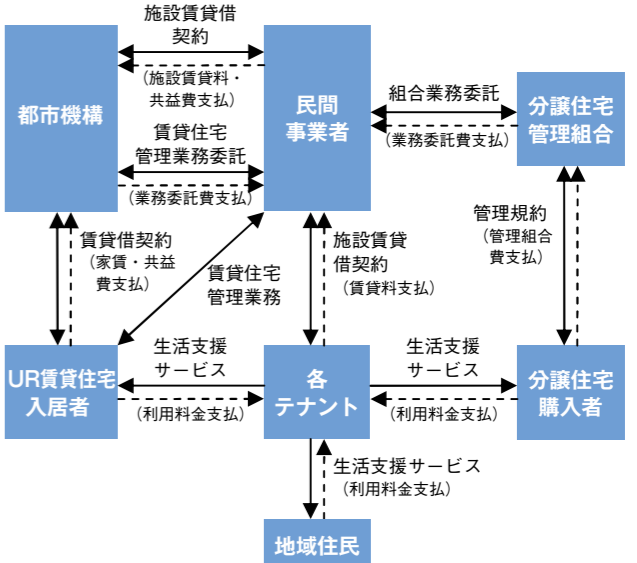 施設賃貸借
契約
（施設賃貸料・
共益費支払）
都市機構
民間
事業者
組合業務委託
（業務委託費支払）
分譲住宅
管理組合
賃貸住宅
管理業務委託
（業務委託費支払）
賃貸借契約
（家賃・共益
費支払）
賃貸住宅
管理業務
施設賃貸
借契約
（賃貸料支払）
管理規約
（管理組合
費支払）
UR賃貸住宅
入居者
生活支援
サービス
（利用料金支払）
各
テナント
生活支援
サービス
（利用料金支払）
分譲住宅
購入者
生活支援サービス
（利用料金支払）
地域住民